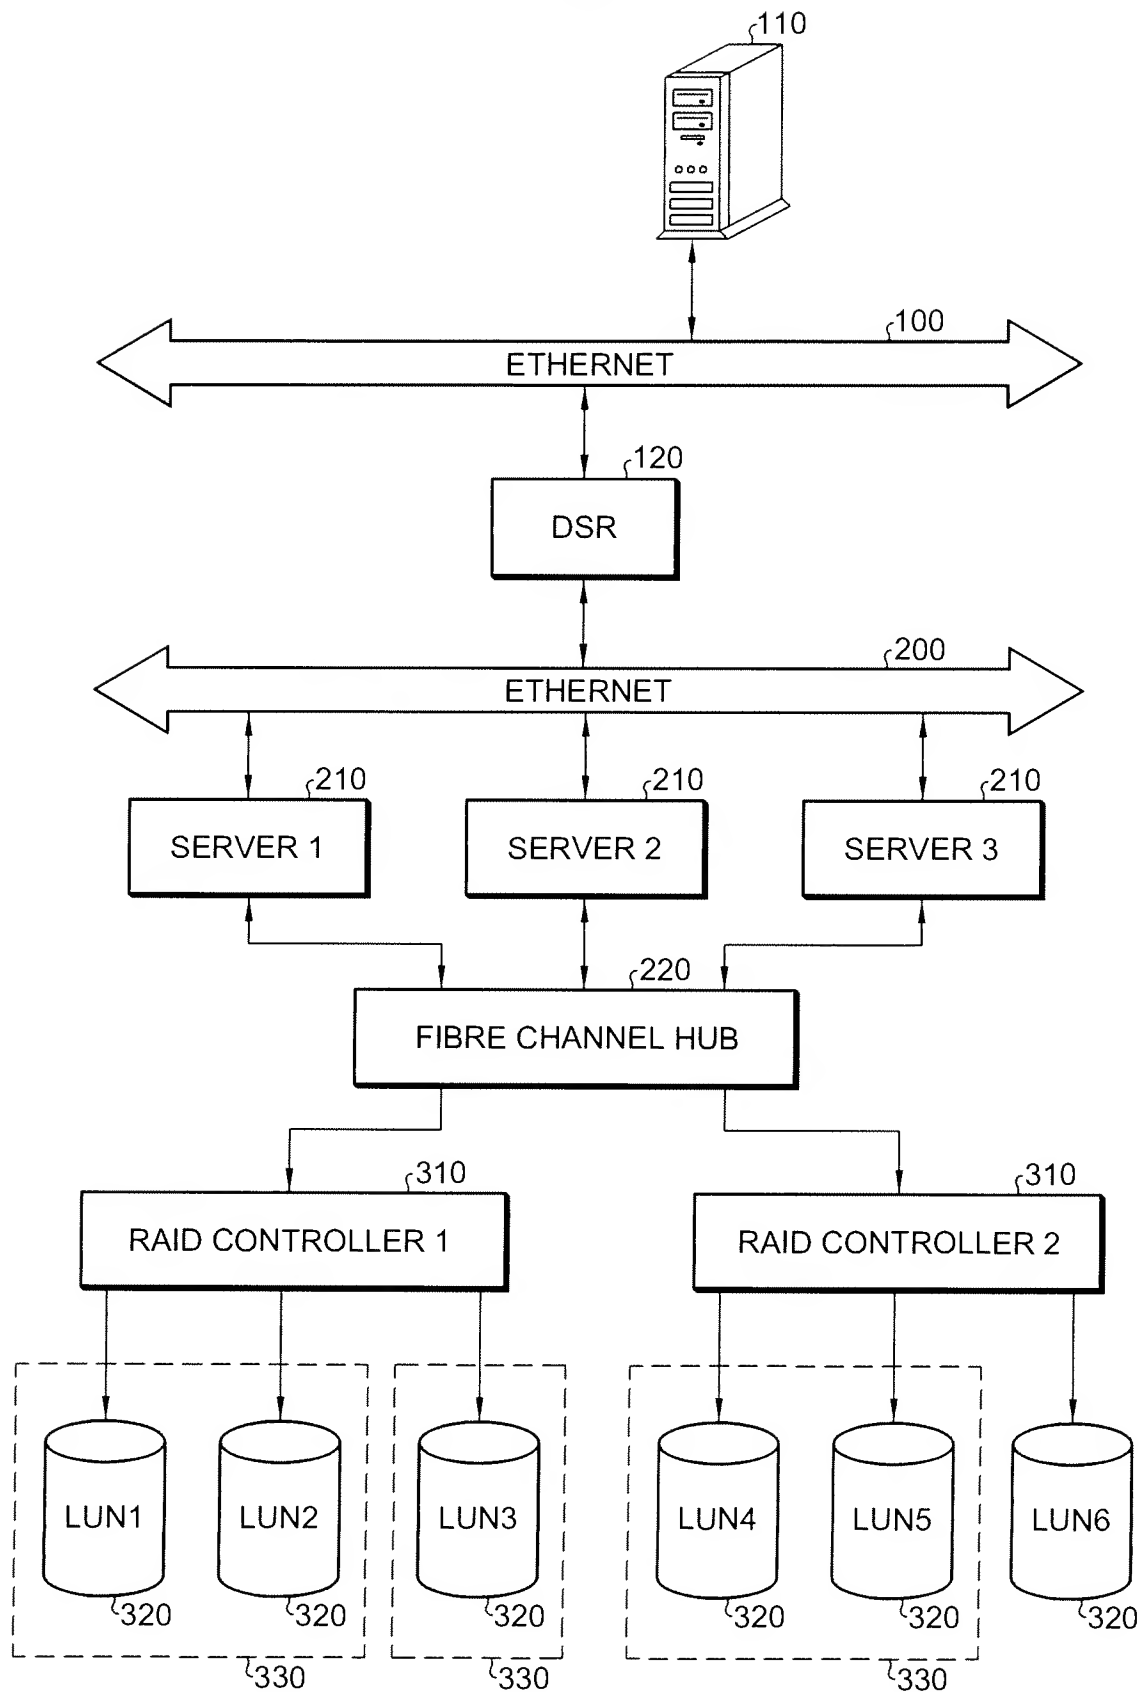 110
100
ETHERNET
120
DSR
200
ETHERNET
210
210
210
SERVER 1
SERVER 2
SERVER 3
220
FIBRE CHANNEL HUB
310
310
RAID CONTROLLER 1
RAID CONTROLLER 2
LUN1
LUN2
LUN3
LUN4
LUN5
LUN6
320
320
320
320
320
320
330
330
330